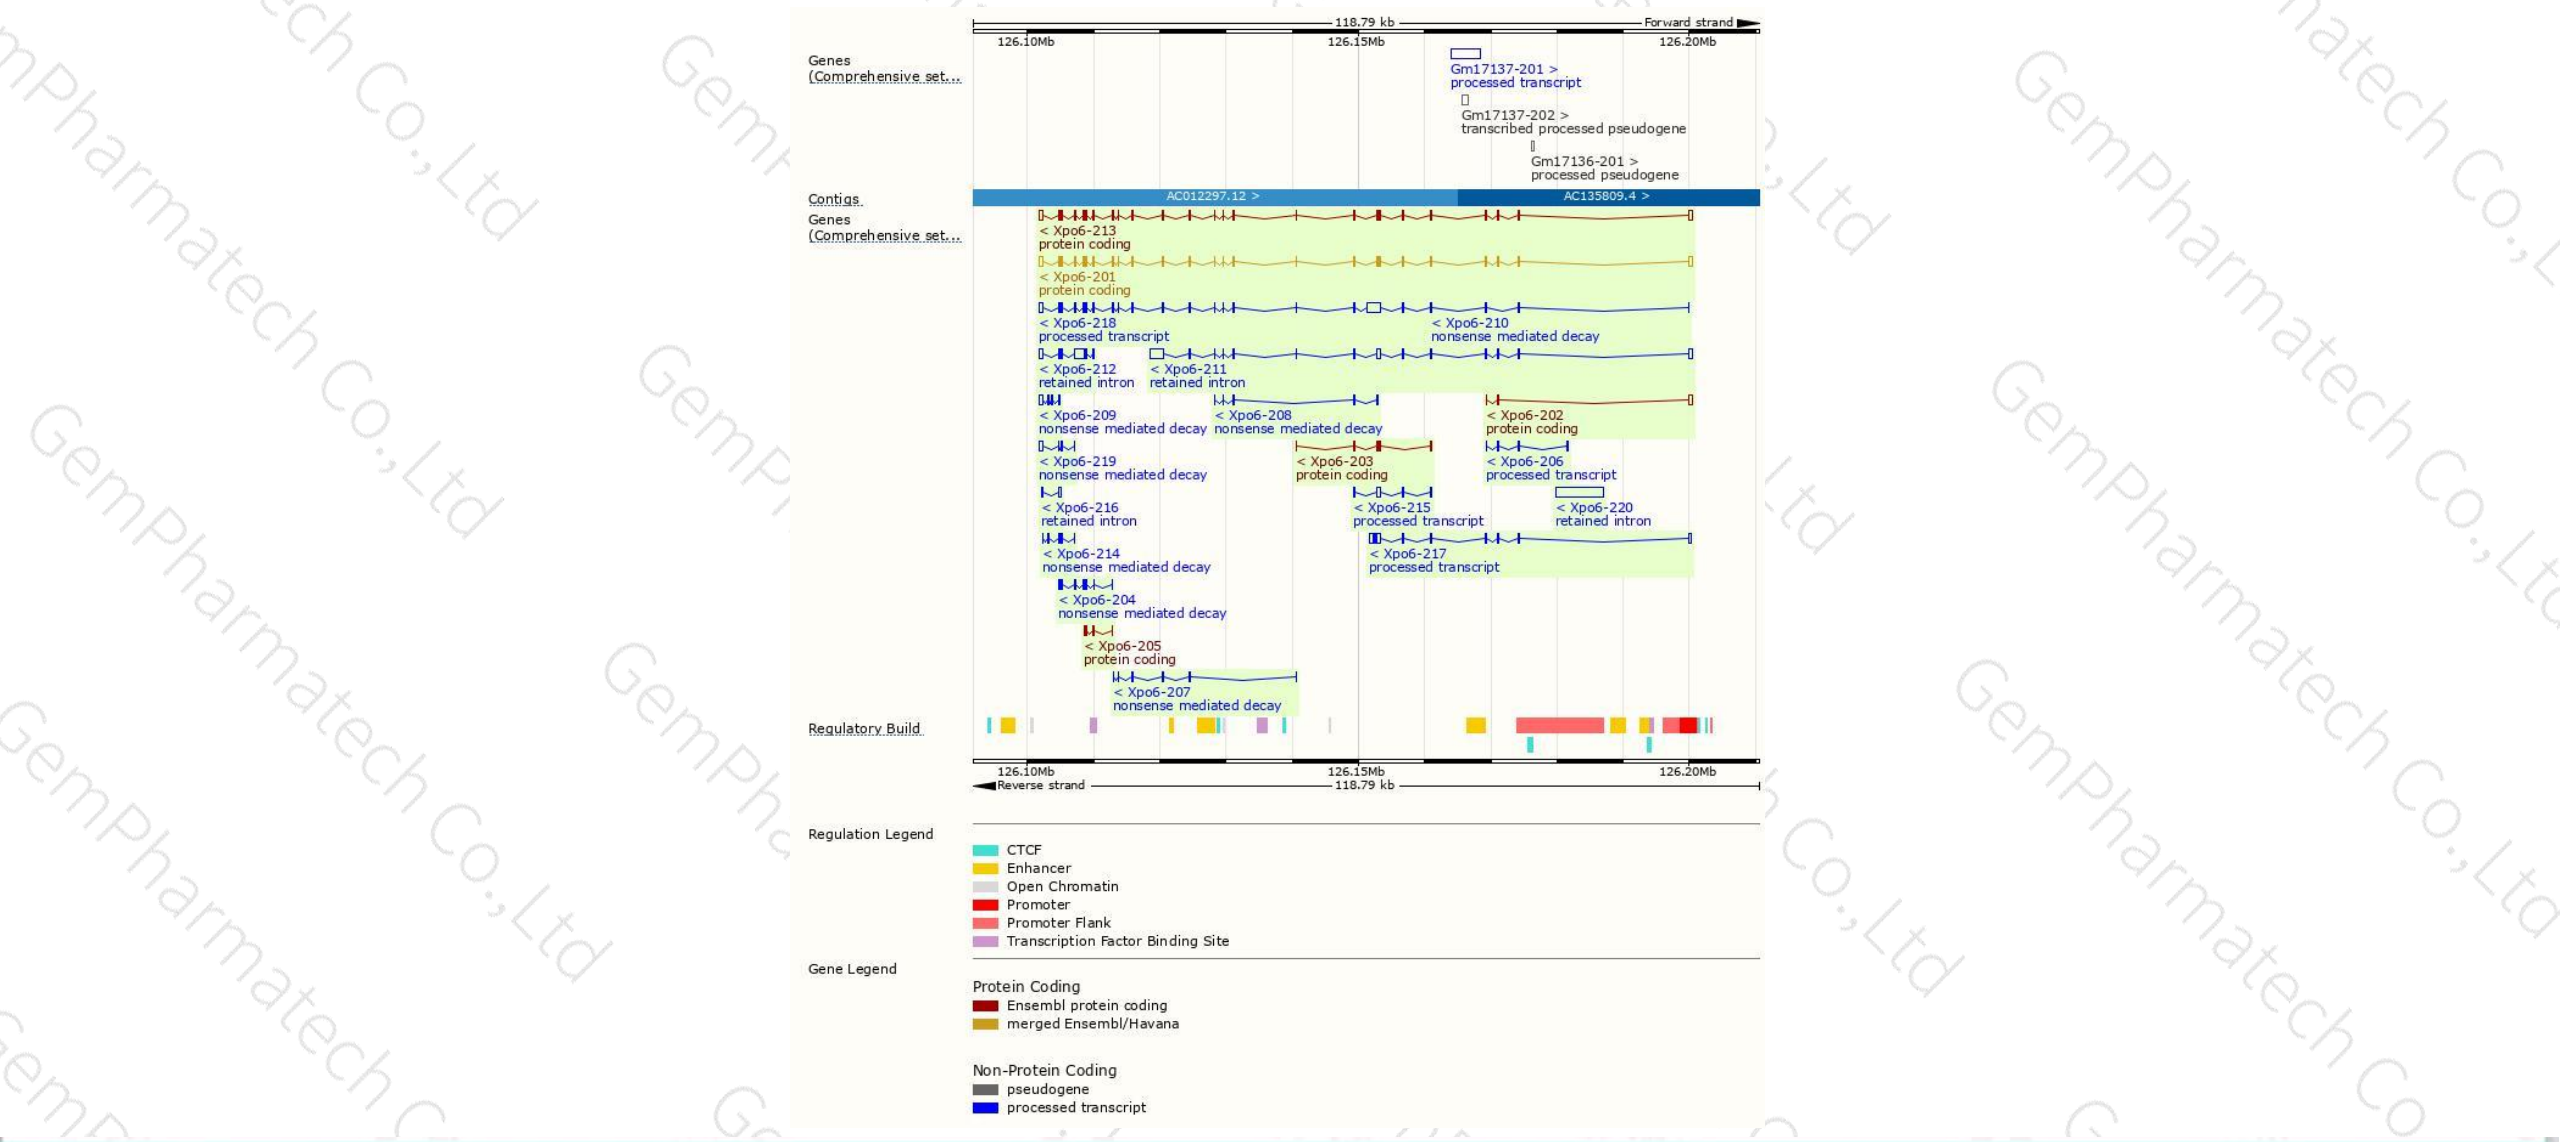 118.79 kb Forward strand
126.10Mb 126.15Mb 126.20Mb
Genes
(Comprehensive set...
Gm17137-201 >
processed transcript
Gm17137-202 >
transcribed processed pseudogene
Gm17136-201 >
processed pseudogene
Contigs AC012297.12 > AC135809.4 >
Genes
(Comprehensive set...
< Xpo6-213
protein coding
< Xpo6-201
protein coding
< Xpo6-218 < Xpo6-210
processed transcript nonsense mediated decay
< Xpo6-212 < Xpo6-211
retained intron retained intron
< Xpo6-209 < Xpo6-208 < Xpo6-202
nonsense mediated decay nonsense mediated decay protein coding
< Xpo6-219 < Xpo6-203 < Xpo6-206
nonsense mediated decay protein coding processed transcript
< Xpo6-216 < Xpo6-215 < Xpo6-220
retained intron processed transcript retained intron
< Xpo6-214 < Xpo6-217
nonsense mediated decay processed transcript
< Xpo6-204
nonsense mediated decay
< Xpo6-205
protein coding
< Xpo6-207
nonsense mediated decay
Regulatory Build
126.10Mb 126.15Mb 126.20Mb
Reverse strand 118.79 kb
Regulation Legend
CTCF
Enhancer
Open Chromatin
Promoter
Promoter Flank
Transcription Factor Binding Site
Gene Legend
Protein Coding
Ensembl protein coding
merged Ensembl/Havana
Non-Protein Coding
pseudogene
processed transcript
GemPharmatech Co.,Ltd